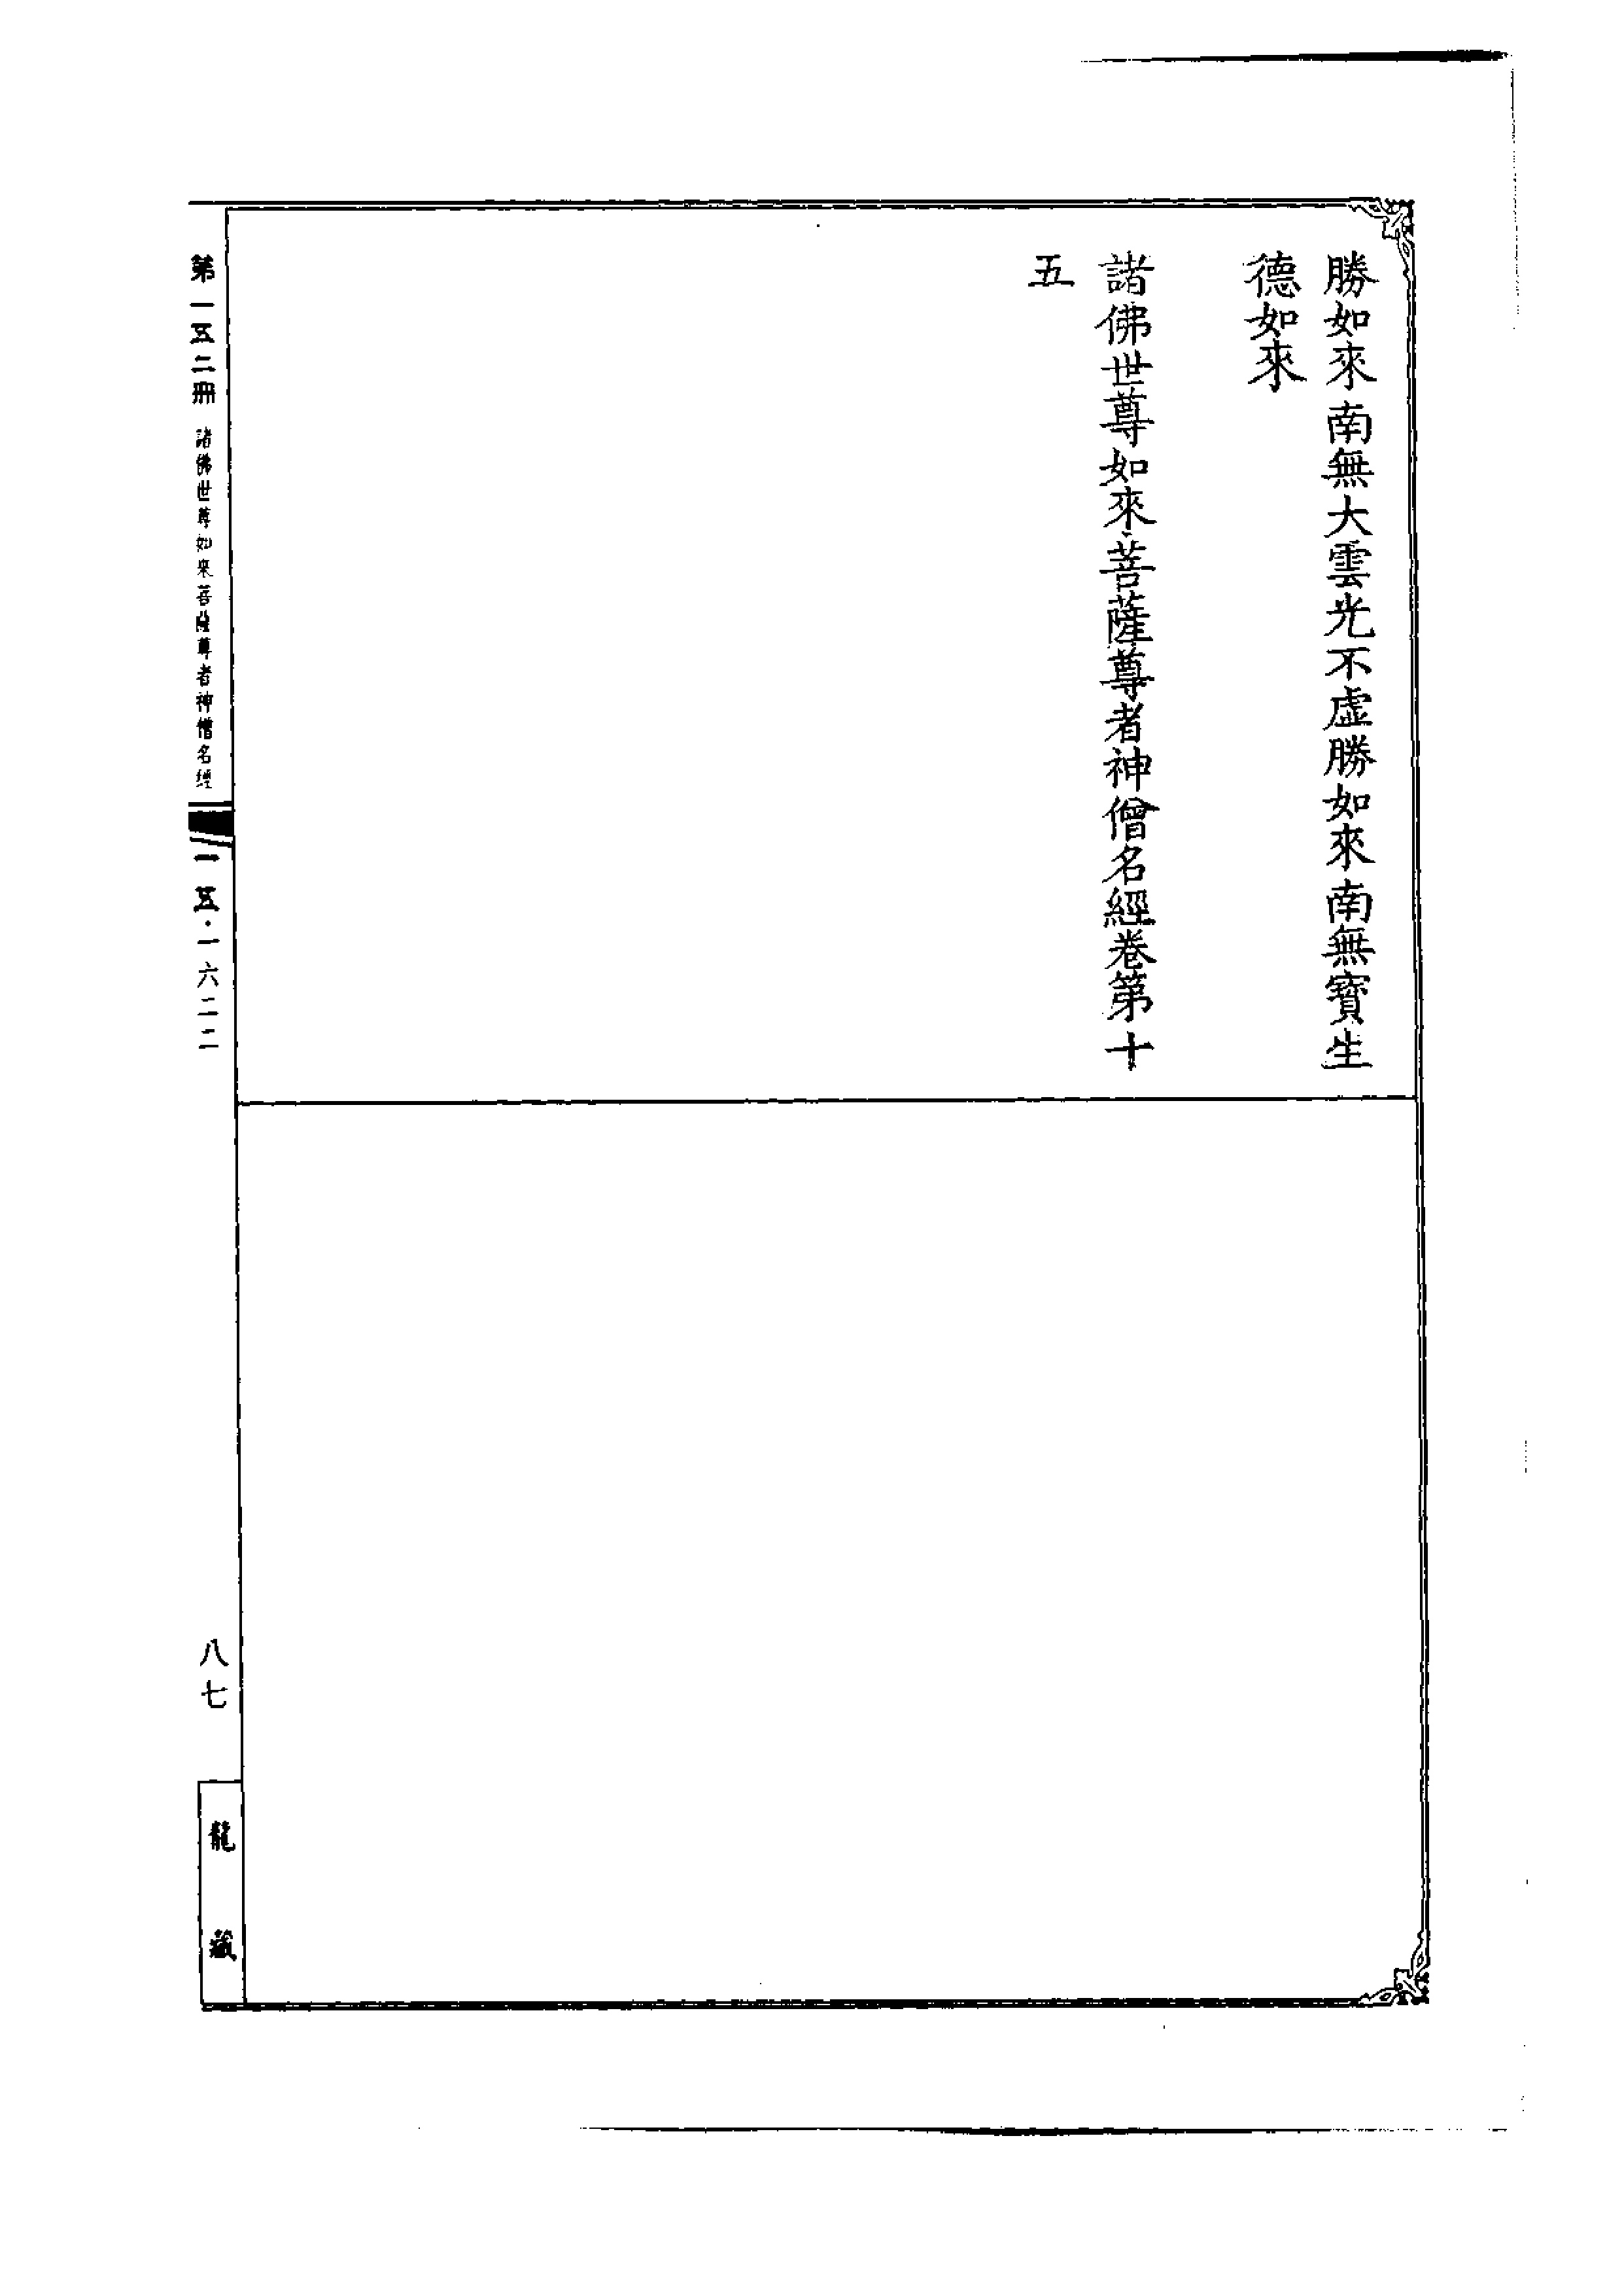 勝如來南無大雲光不虛勝如來南無寶生
德如來
諸佛世尊如來菩薩尊者神僧名經卷第十
五
第一五二冊 諸佛世尊如來菩薩尊者神僧名經 一五·一六二二
八七
龍藏